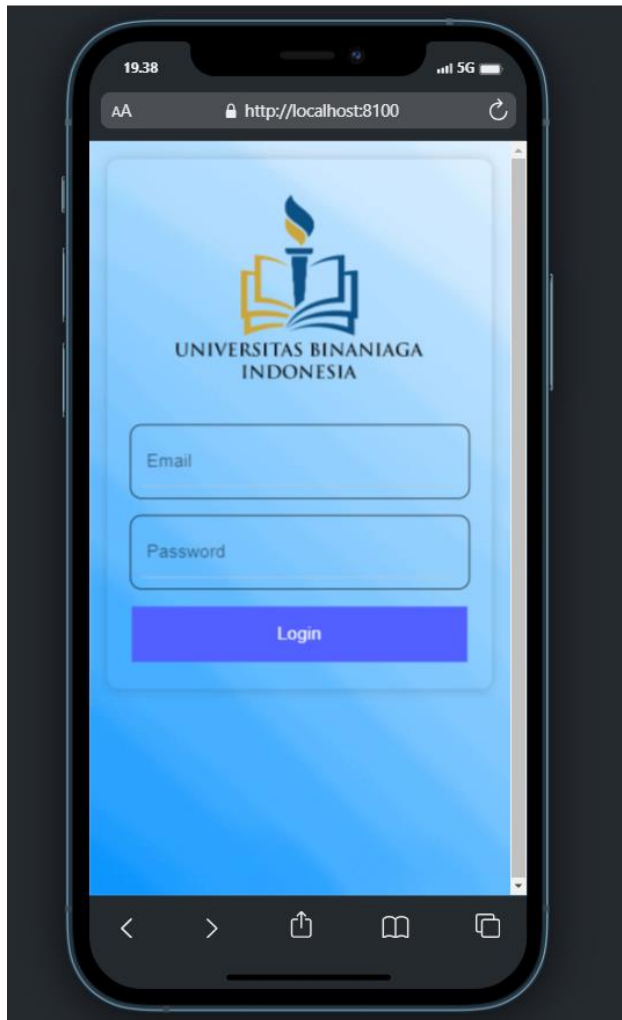 19.38
5G
AA
http://localhost:8100
UNIVERSITAS BINANIAGA
INDONESIA
Email
Password
Login